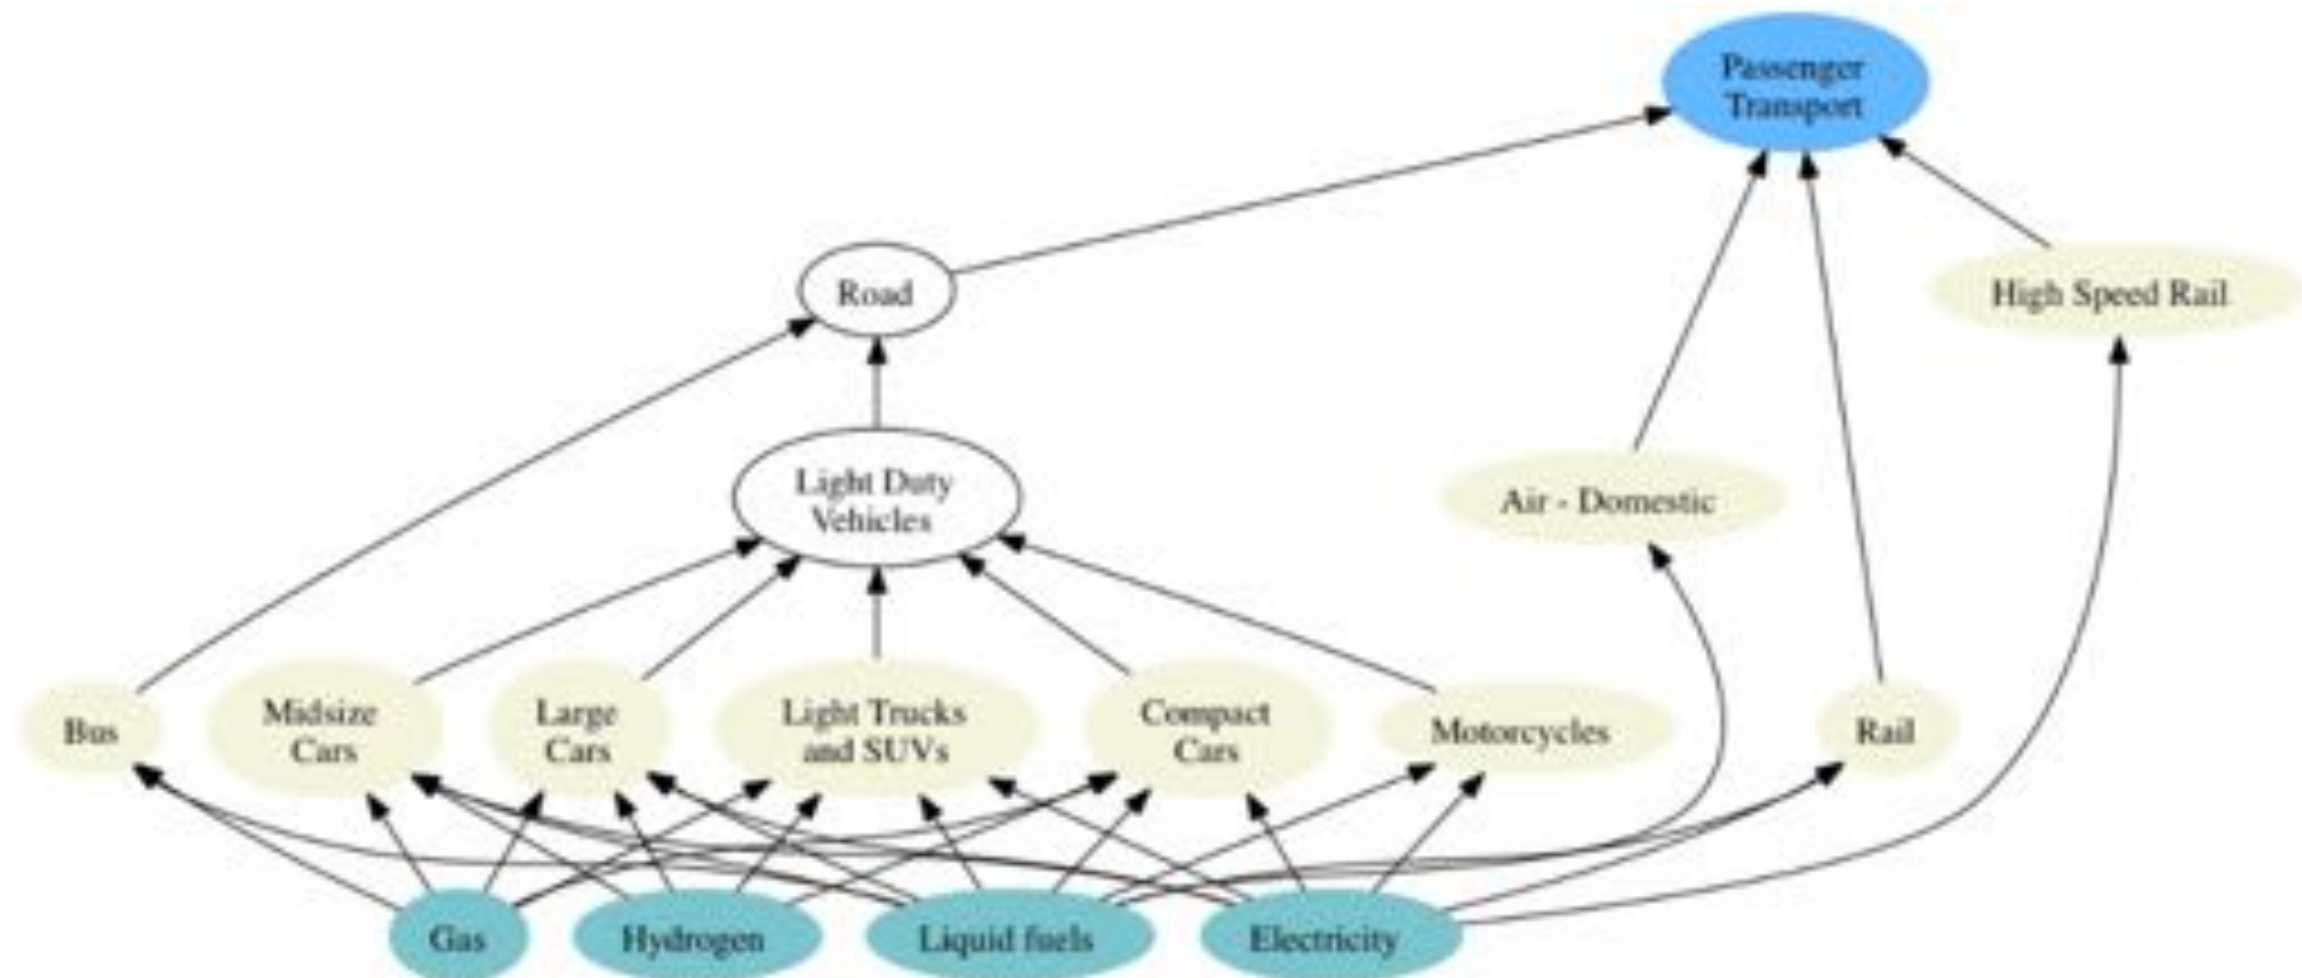 Passenger
Transport
Road
High Speed Rail
Light Duty
Vehicles
Air - Domestic
Bus
Midsize
Cars
Large
Cars
Light Trucks
and SUVs
Compact
Cars
Motorcycles
Rail
Gas
Hydrogen
Liquid fuels
Electricity